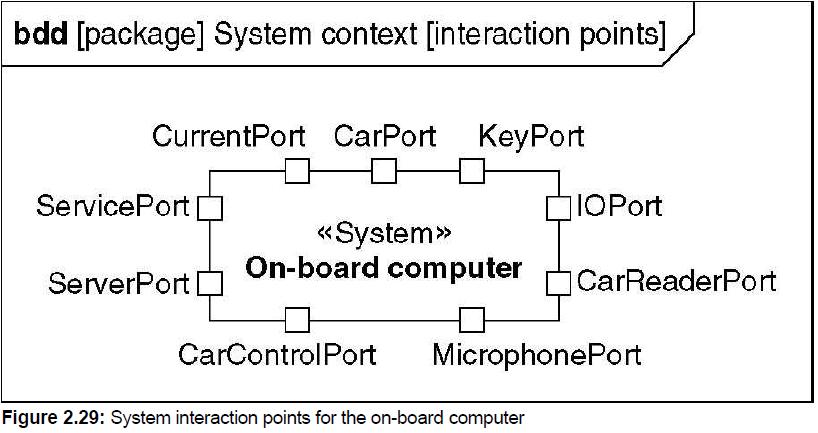 bdd [package] System context [interaction points]
CurrentPort CarPort KeyPort
ServicePort IOPort
«System»
On-board computer
ServerPort CarReaderPort
CarControlPort MicrophonePort
Figure 2.29: System interaction points for the on-board computer